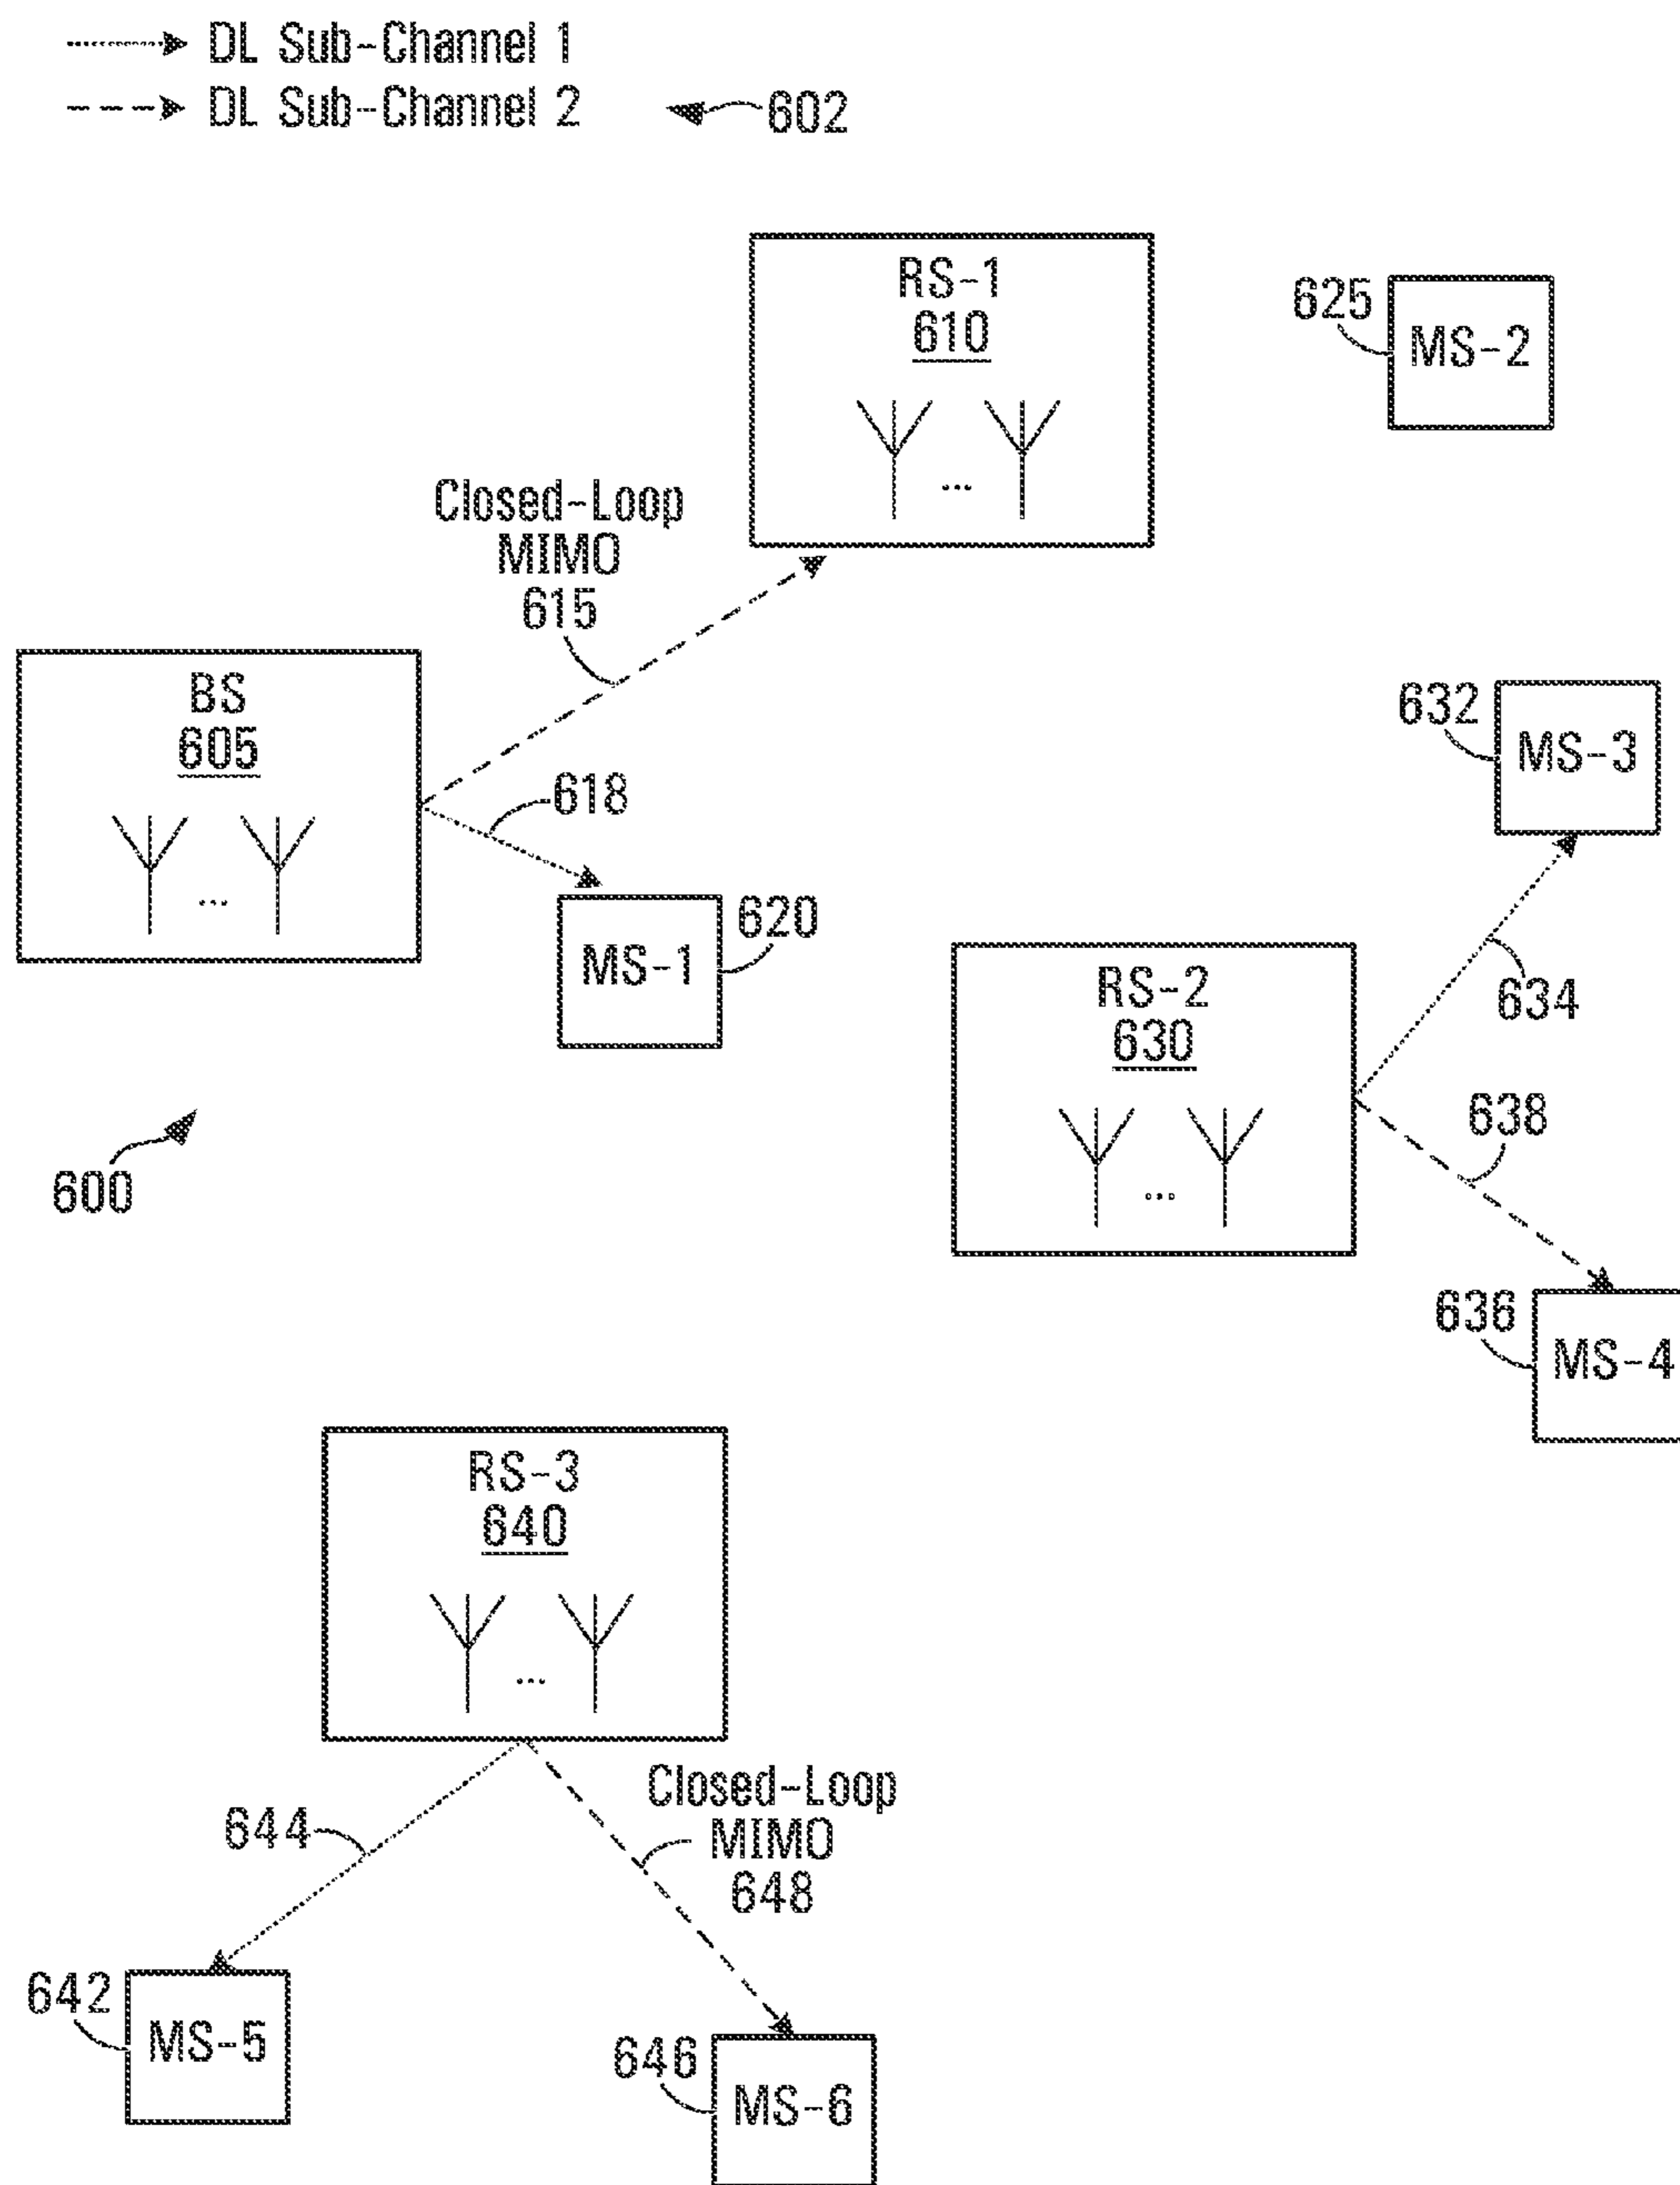 DL Sub-Channel 1
DL Sub-Channel 2
602
RS-1
610
...
625
MS-2
Closed-Loop
MIMO
615
BS
605
...
618
632
MS-3
MS-1
620
RS-2
630
...
634
638
600
636
MS-4
RS-3
640
...
Closed-Loop
MIMO
648
644
642
MS-5
646
MS-6